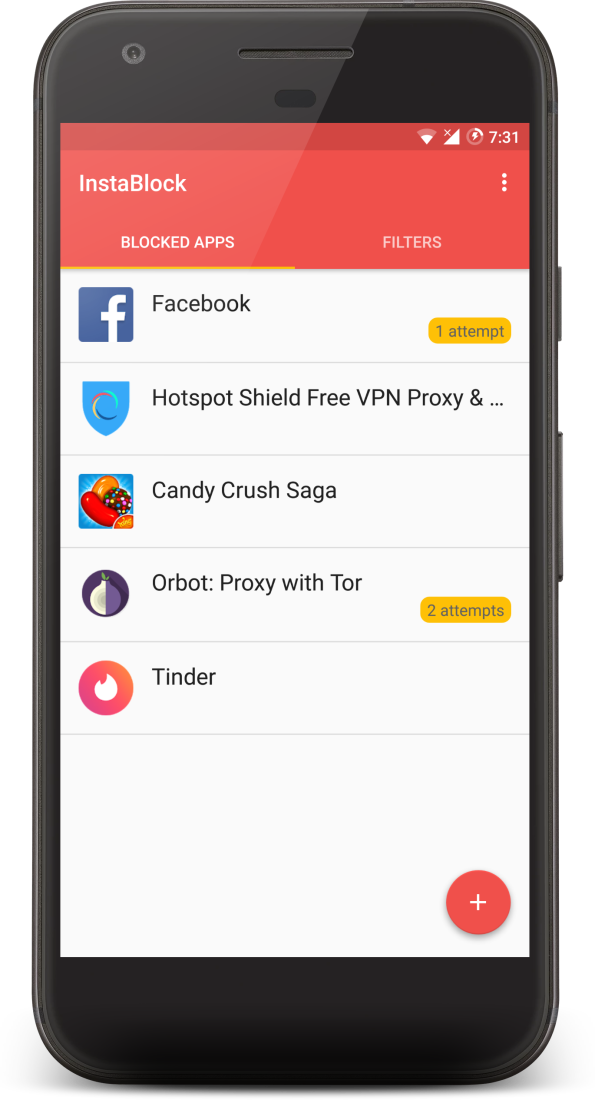 7:31
InstaBlock
BLOCKED APPS FILTERS
Facebook
1 attempt
Hotspot Shield Free VPN Proxy & ...
Candy Crush Saga
Orbot: Proxy with Tor
2 attempts
Tinder